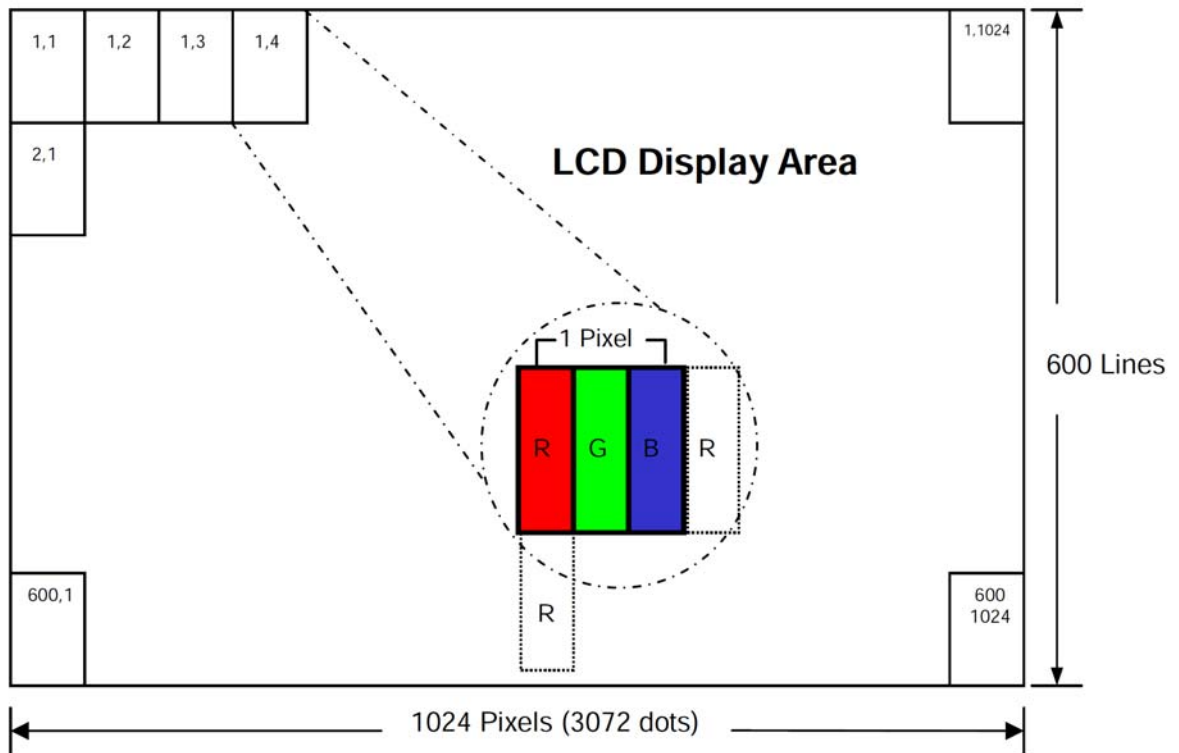 1,1
1,2
1,3
1,4
1,1024
2,1
LCD Display Area
1 Pixel
R
G
B
R
600 Lines
R
600,1
600
1024
1024 Pixels (3072 dots)